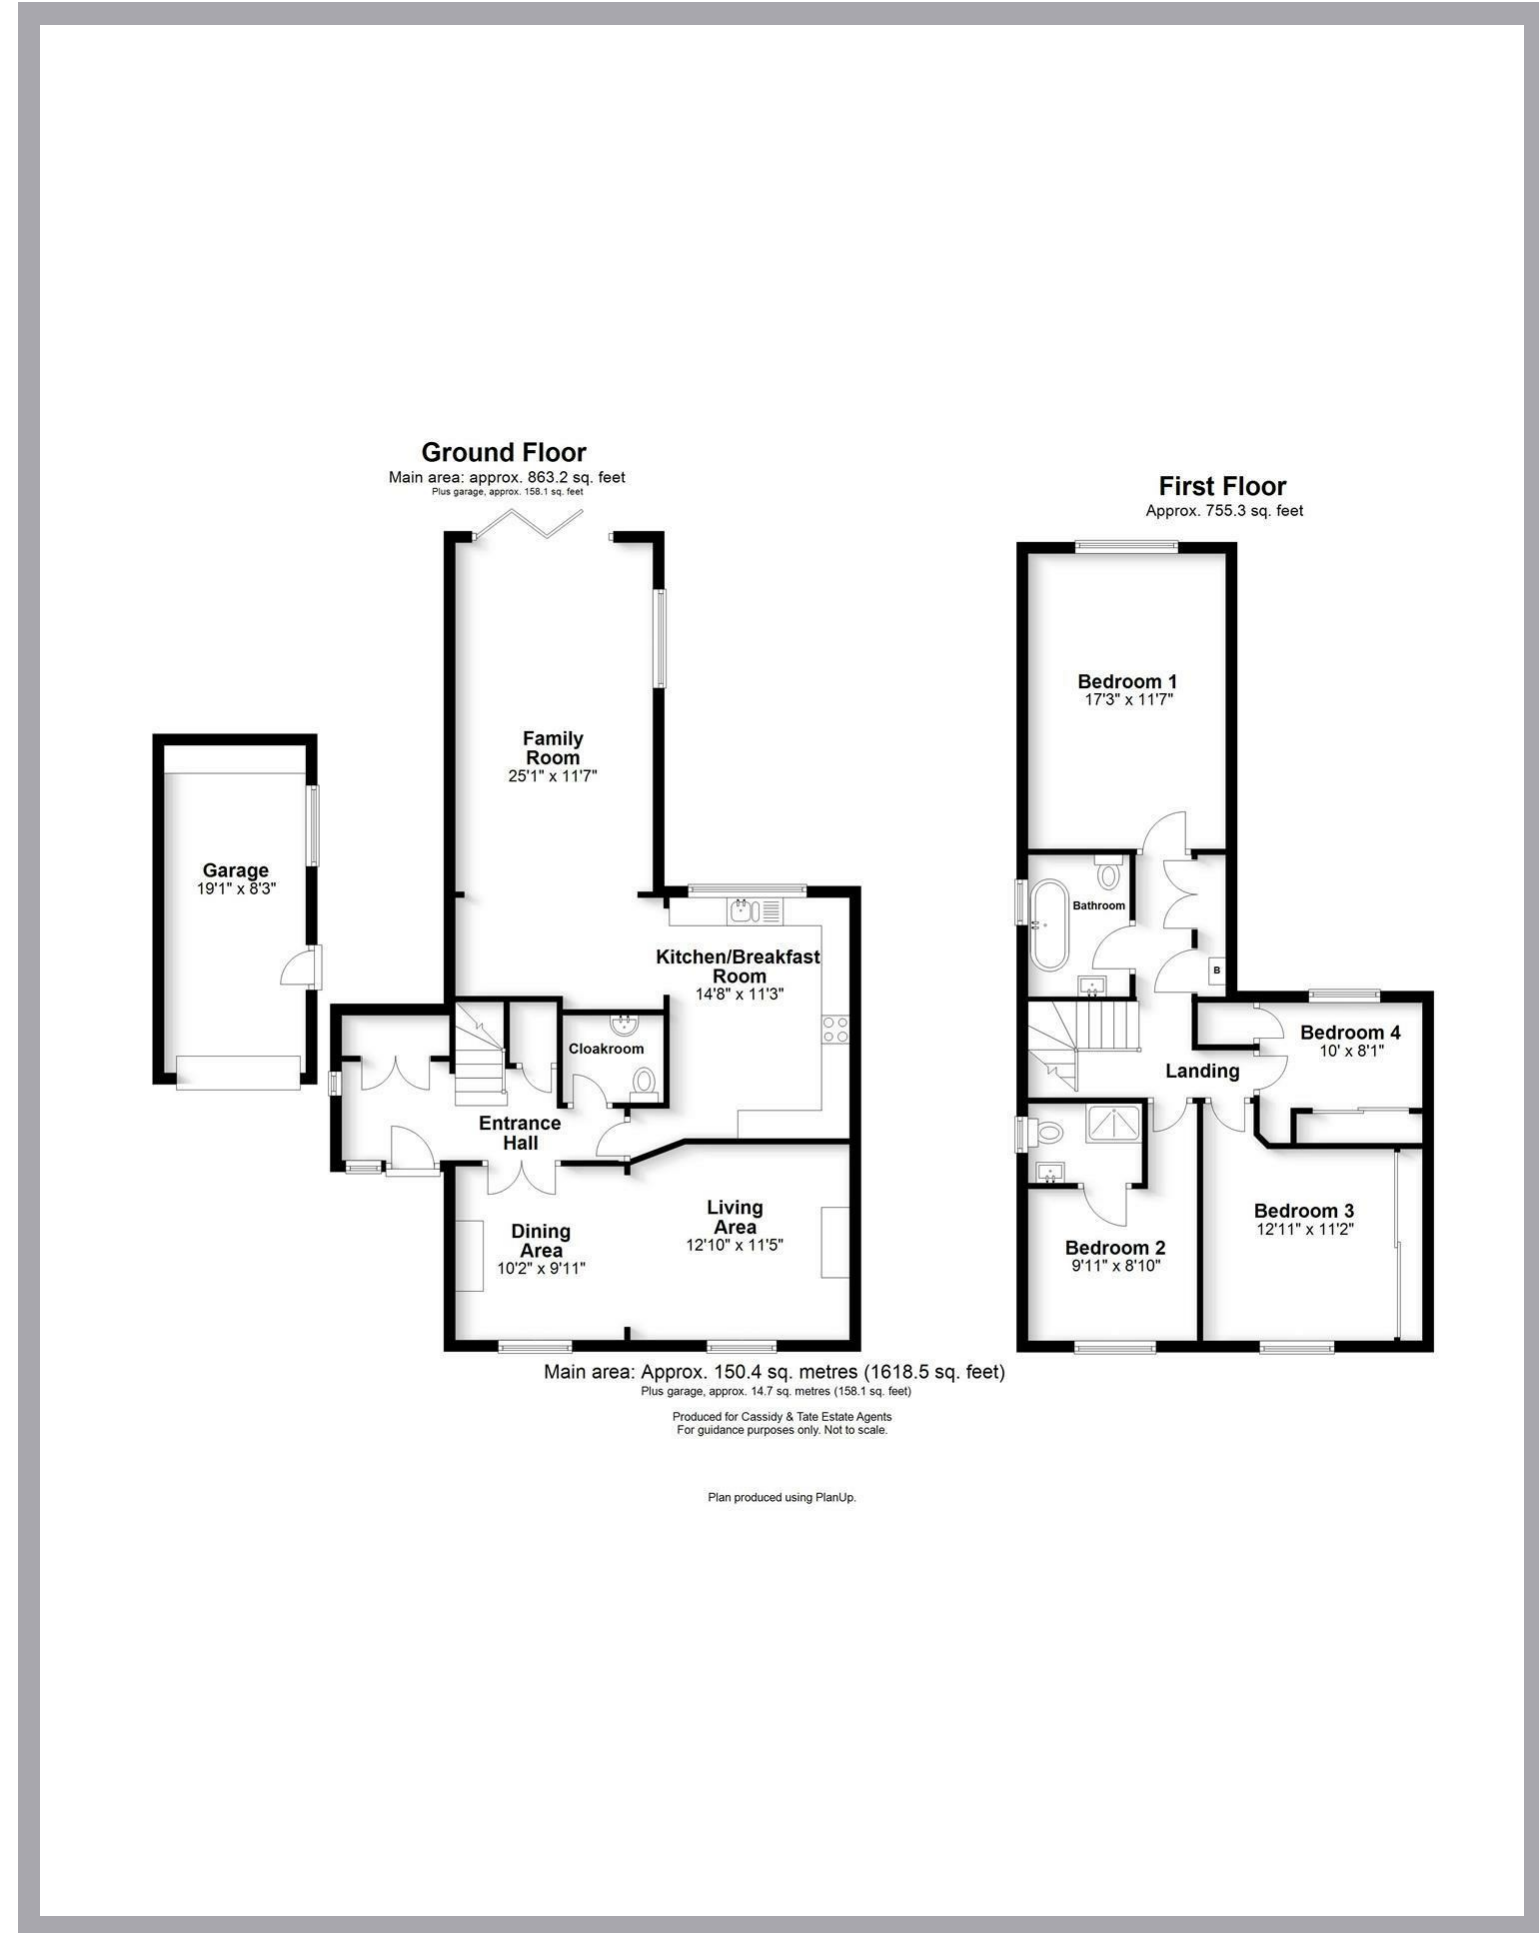 Ground Floor
Main area: approx. 863.2 sq. feet
Plus garage, approx. 158.1 sq. feet
First Floor
Approx. 755.3 sq. feet
Bedroom 1
17'3" x 11'7"
Family
Room
25'1" x 11'7"
Garage
19'1" x 8'3"
Bathroom
Kitchen/Breakfast
Room
14'8" x 11'3"
B
Cloakroom
Bedroom 4
10' x 8'1"
Landing
Entrance
Hall
Living
Area
12'10" x 11'5"
Dining
Area
10'2" x 9'11"
Bedroom 3
12'11" x 11'2"
Bedroom 2
9'11" x 8'10"
Main area: Approx. 150.4 sq. metres (1618.5 sq. feet)
Plus garage, approx. 14.7 sq. metres (158.1 sq. feet)
Produced for Cassidy & Tate Estate Agents
For guidance purposes only. Not to scale.
Plan produced using PlanUp.